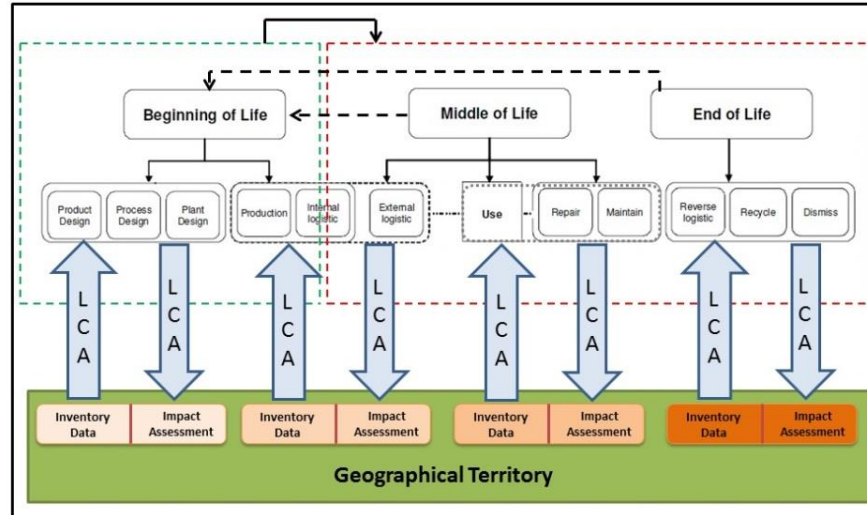 Beginning of Life
Middle of Life
End of Life
Product
Design
Process
Design
Plant
Design
Production
Internal
logistic
External
logistic
Use
Repair
Maintain
Reverse
logistic
Recycle
Dismiss
L
C
A
L
C
A
L
C
A
L
C
A
L
C
A
L
C
A
L
C
A
L
C
A
Inventory
Data
Impact
Assessment
Inventory
Data
Impact
Assessment
Inventory
Data
Impact
Assessment
Inventory
Data
Impact
Assessment
Geographical Territory